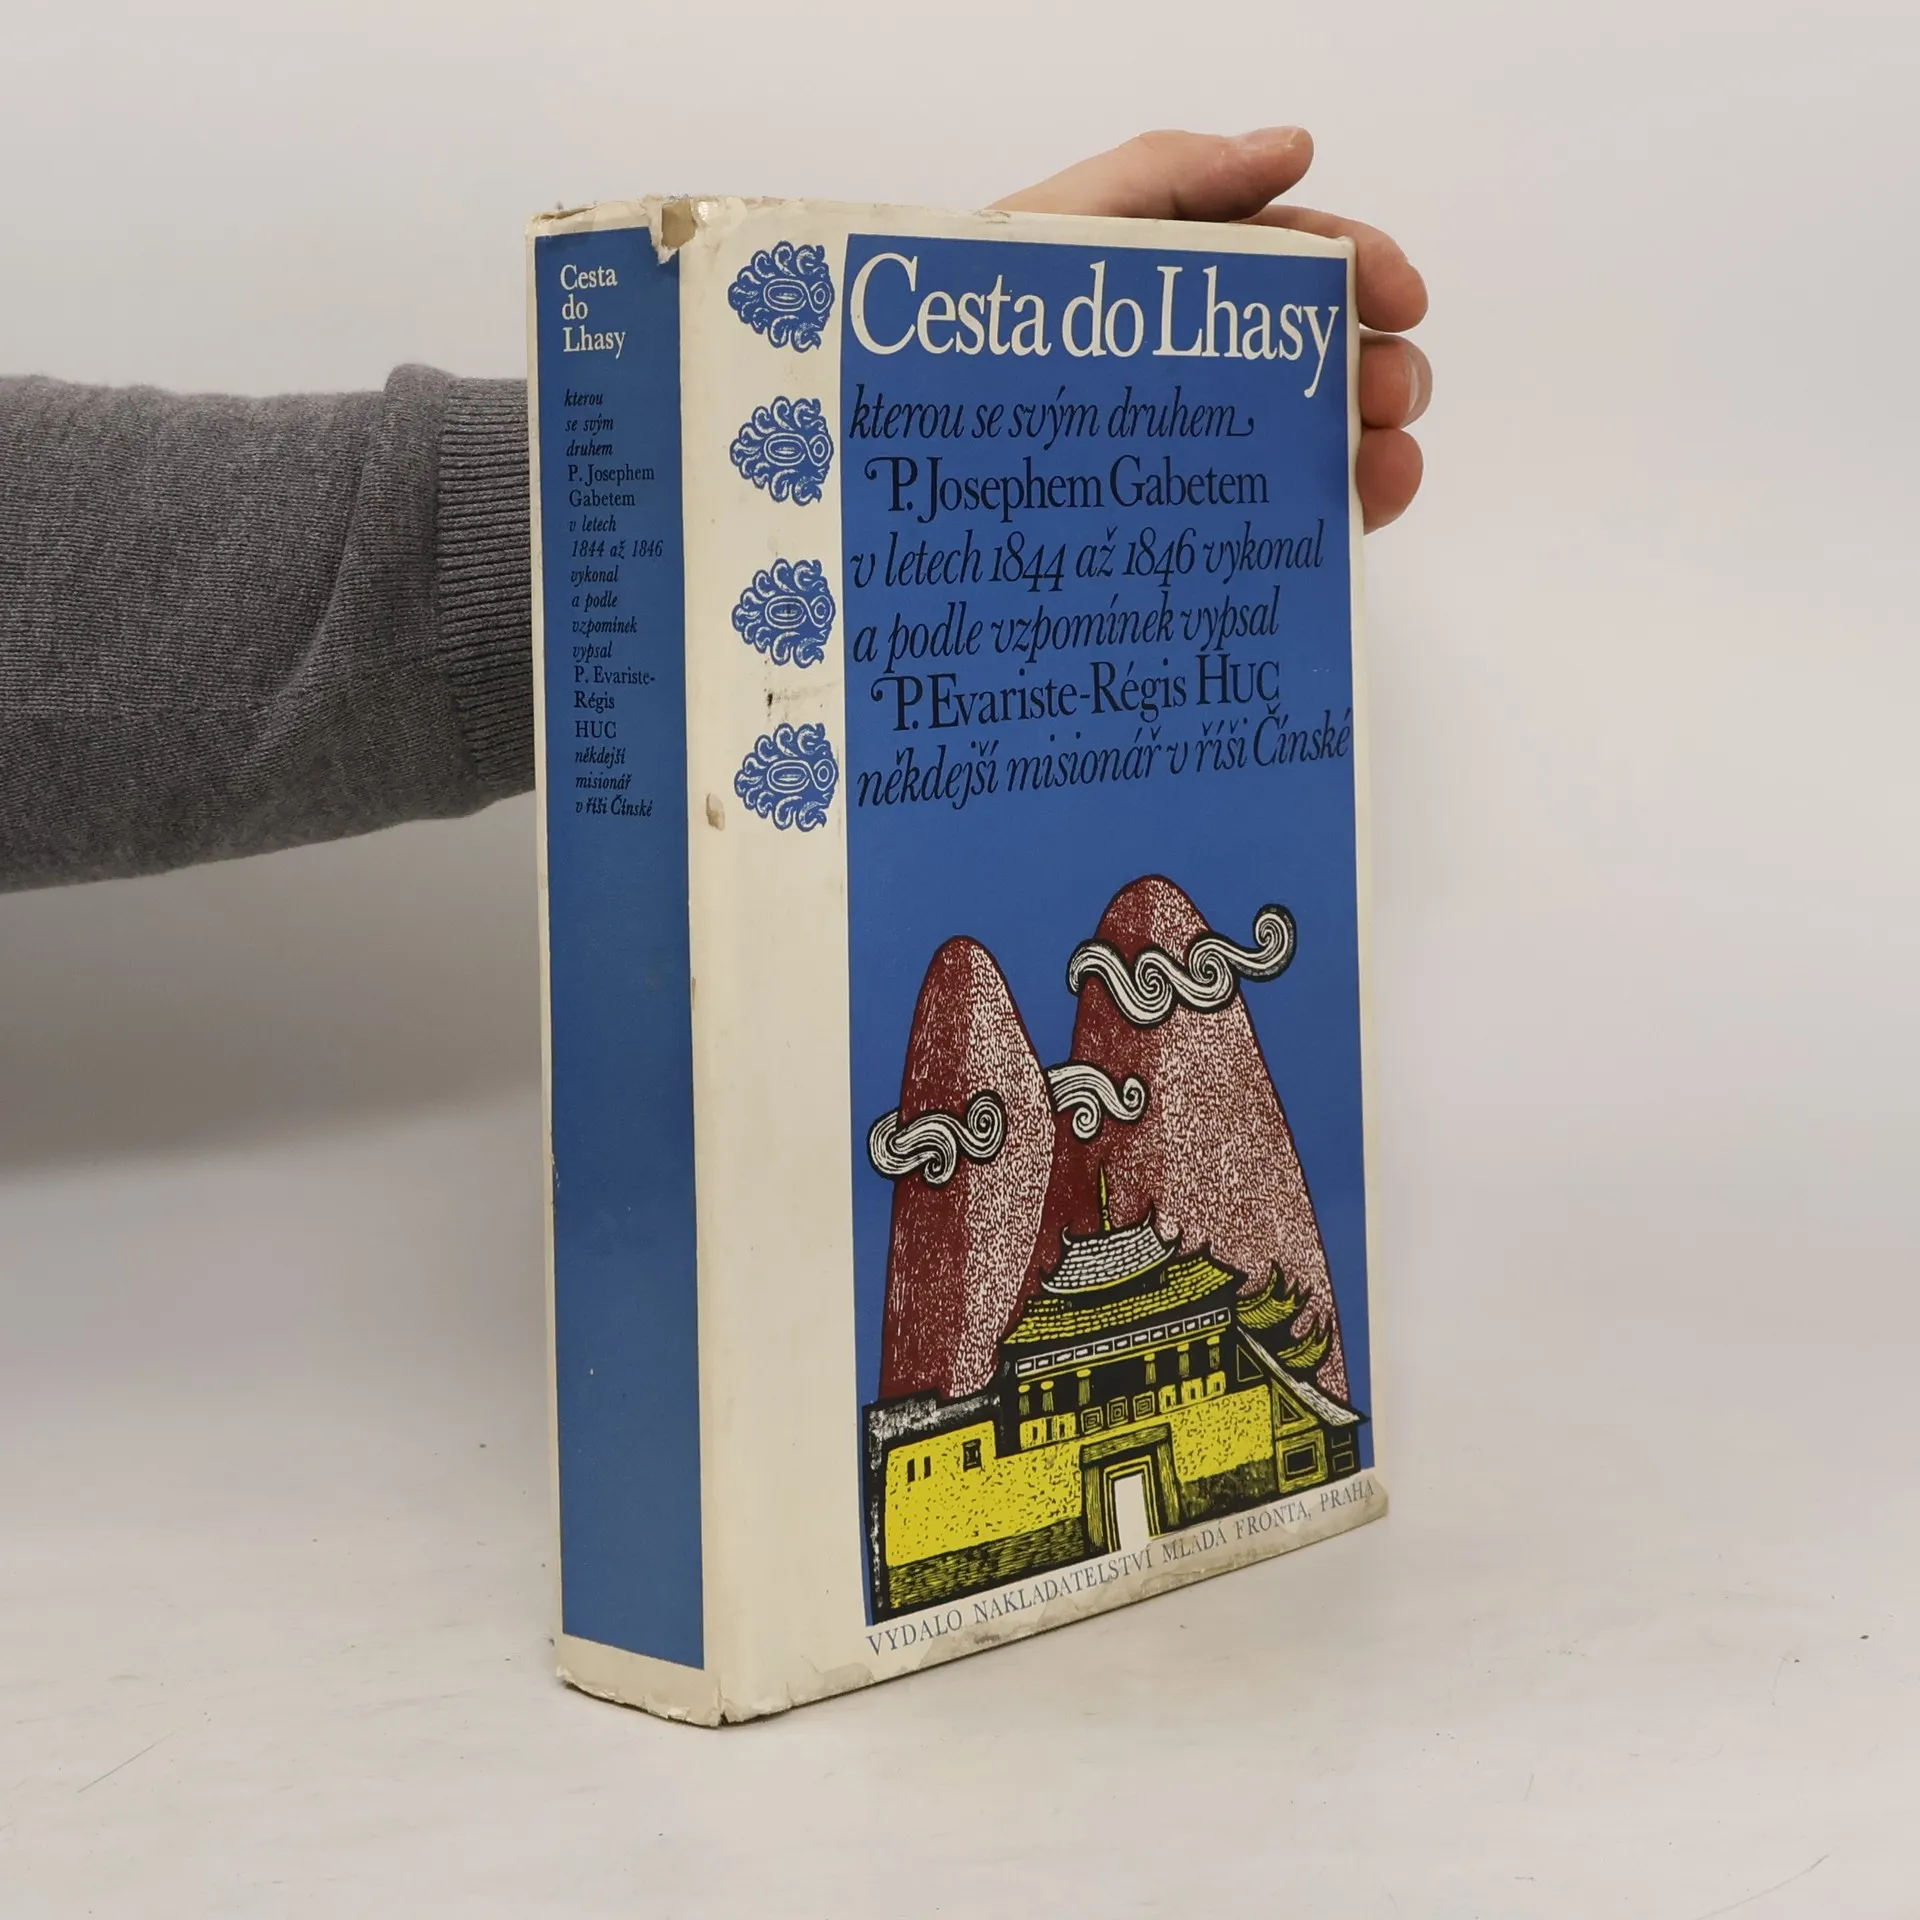 Cesta
do
Lhasy
kterou
se svým
druhem
P. Josephem
Gabetem
v letech
1844 až 1846
vykonal
a podle
vzpomínek
vypsal
P. Evariste-
Régis
HUC
někdejší
misionář
v říši Čínské
Cesta do Lhasy
kterou se svým druhem
P. Josephem Gabetem
v letech 1844 až 1846 vykonal
a podle vzpomínek vypsal
P. Evariste-Régis HUC
někdejší misionář v říši Čínské
VYDALO NAKLADATELSTVÍ MLADÁ FRONTA, PRAHA